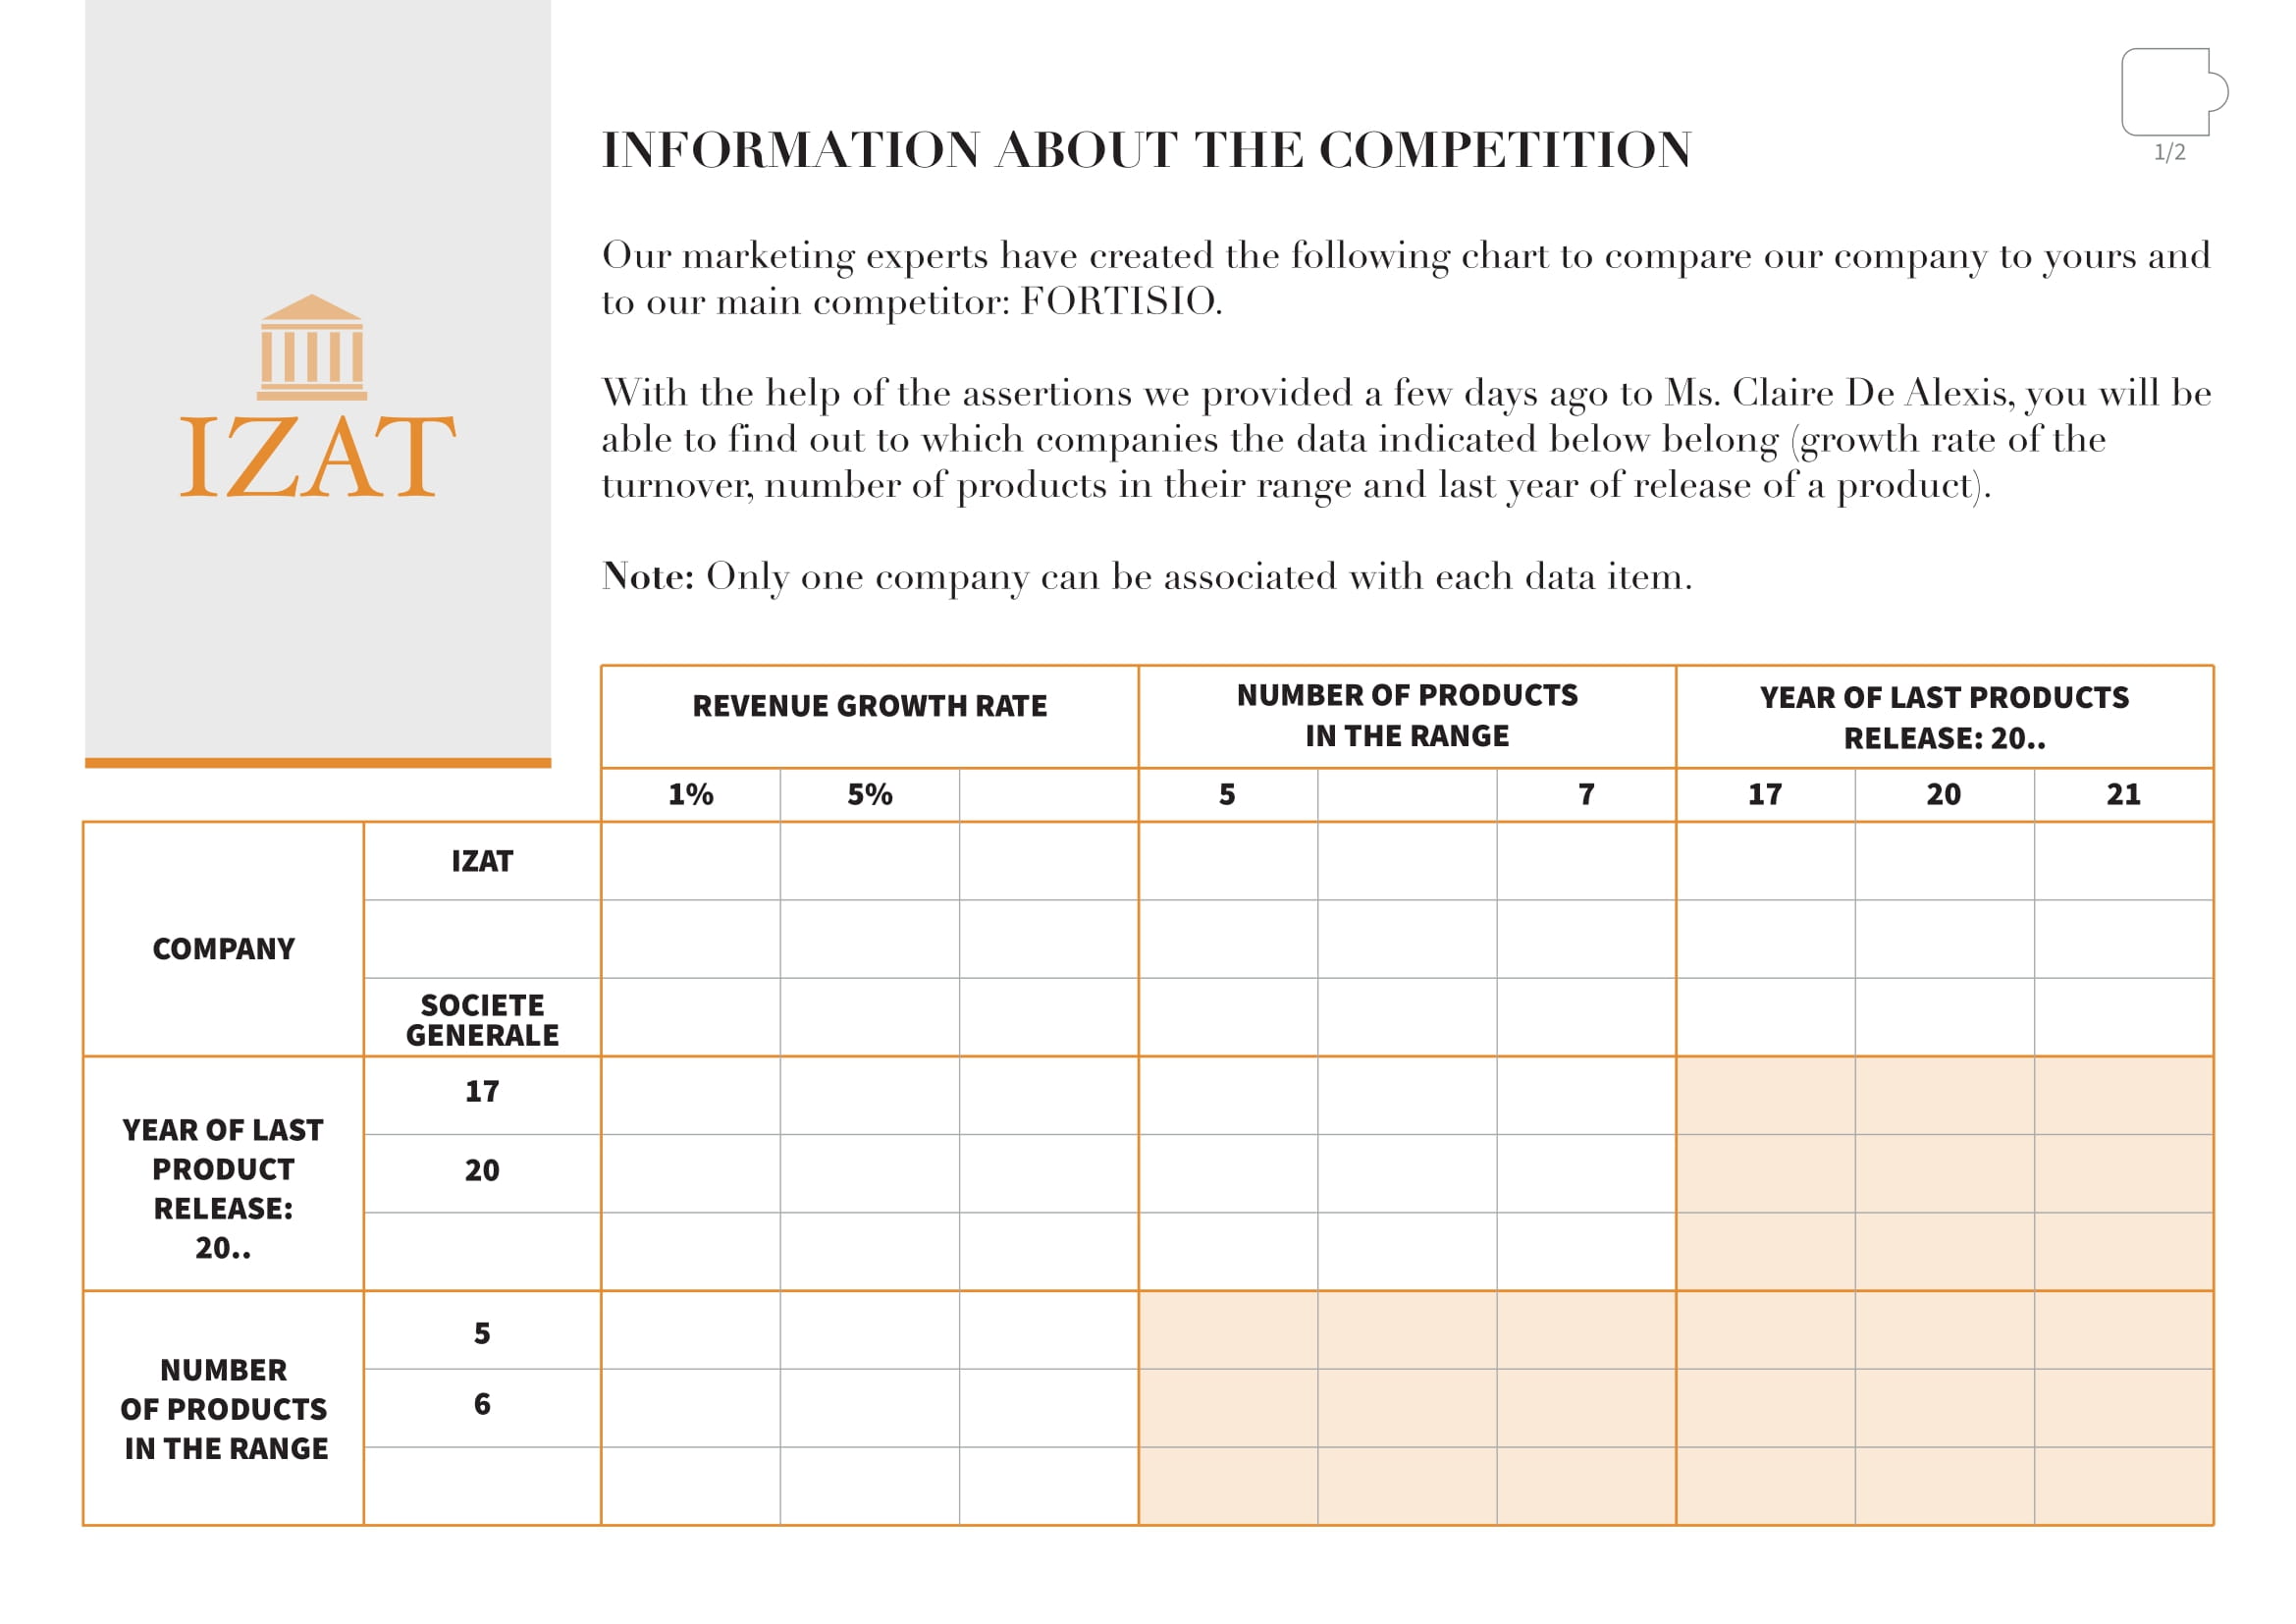 1/2
INFORMATION ABOUT THE COMPETITION
Our marketing experts have created the following chart to compare our company to yours and
to our main competitor: FORTISIO.
With the help of the assertions we provided a few days ago to Ms. Claire De Alexis, you will be
able to find out to which companies the data indicated below belong (growth rate of the
turnover, number of products in their range and last year of release of a product).
Note: Only one company can be associated with each data item.
IZAT
REVENUE GROWTH RATE
NUMBER OF PRODUCTS
IN THE RANGE
YEAR OF LAST PRODUCTS
RELEASE: 20..
1% 5% 5 7 17 20 21
COMPANY
IZAT
SOCIETE
GENERALE
YEAR OF LAST
PRODUCT
RELEASE:
20..
17
20
NUMBER
OF PRODUCTS
IN THE RANGE
5
6